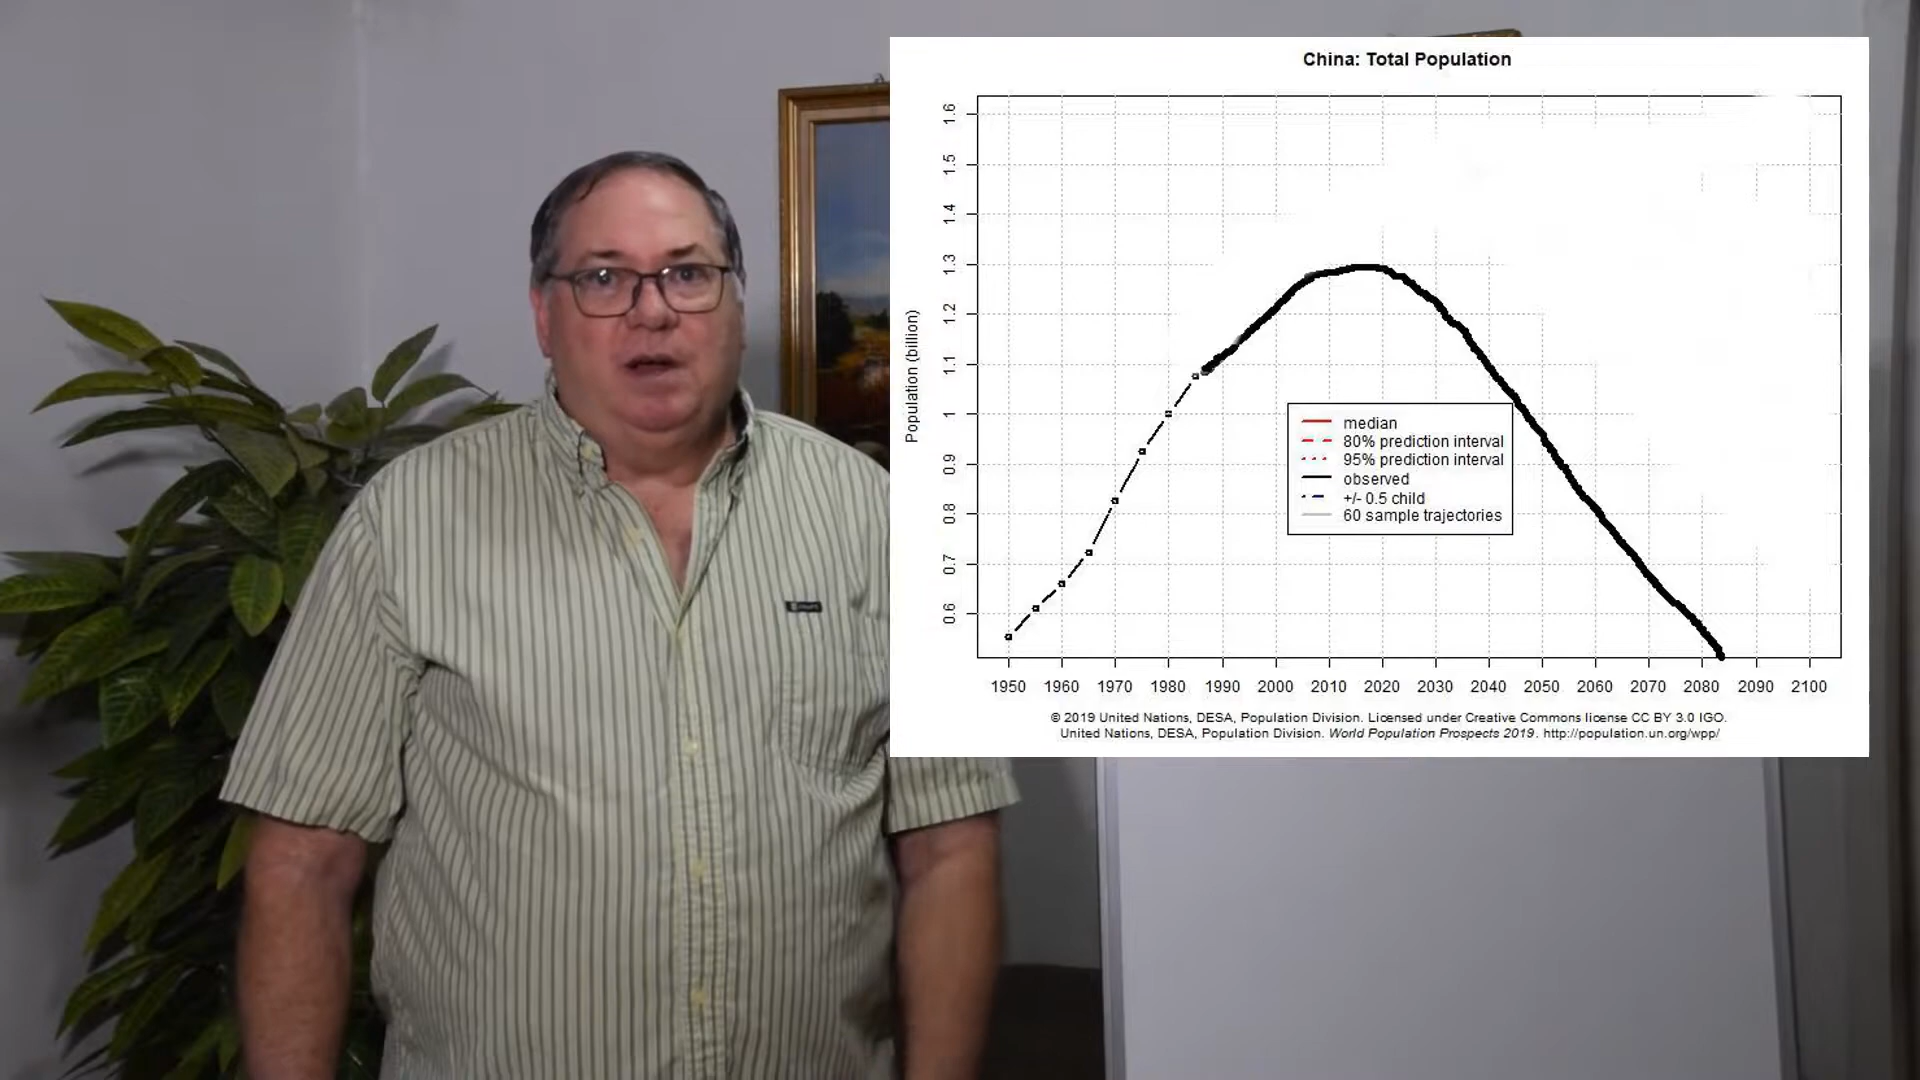 China: Total Population
1.6
1.5
1.4
1.3
1.2
1.1
1
0.9
0.8
0.7
0.6
Population (billion)
median
80% prediction interval
95% prediction interval
observed
+/- 0.5 child
60 sample trajectories
1950 1960 1970 1980 1990 2000 2010 2020 2030 2040 2050 2060 2070 2080 2090 2100
© 2019 United Nations, DESA, Population Division. Licensed under Creative Commons license CC BY 3.0 IGO.
United Nations, DESA, Population Division. World Population Prospects 2019. http://population.un.org/wpp/